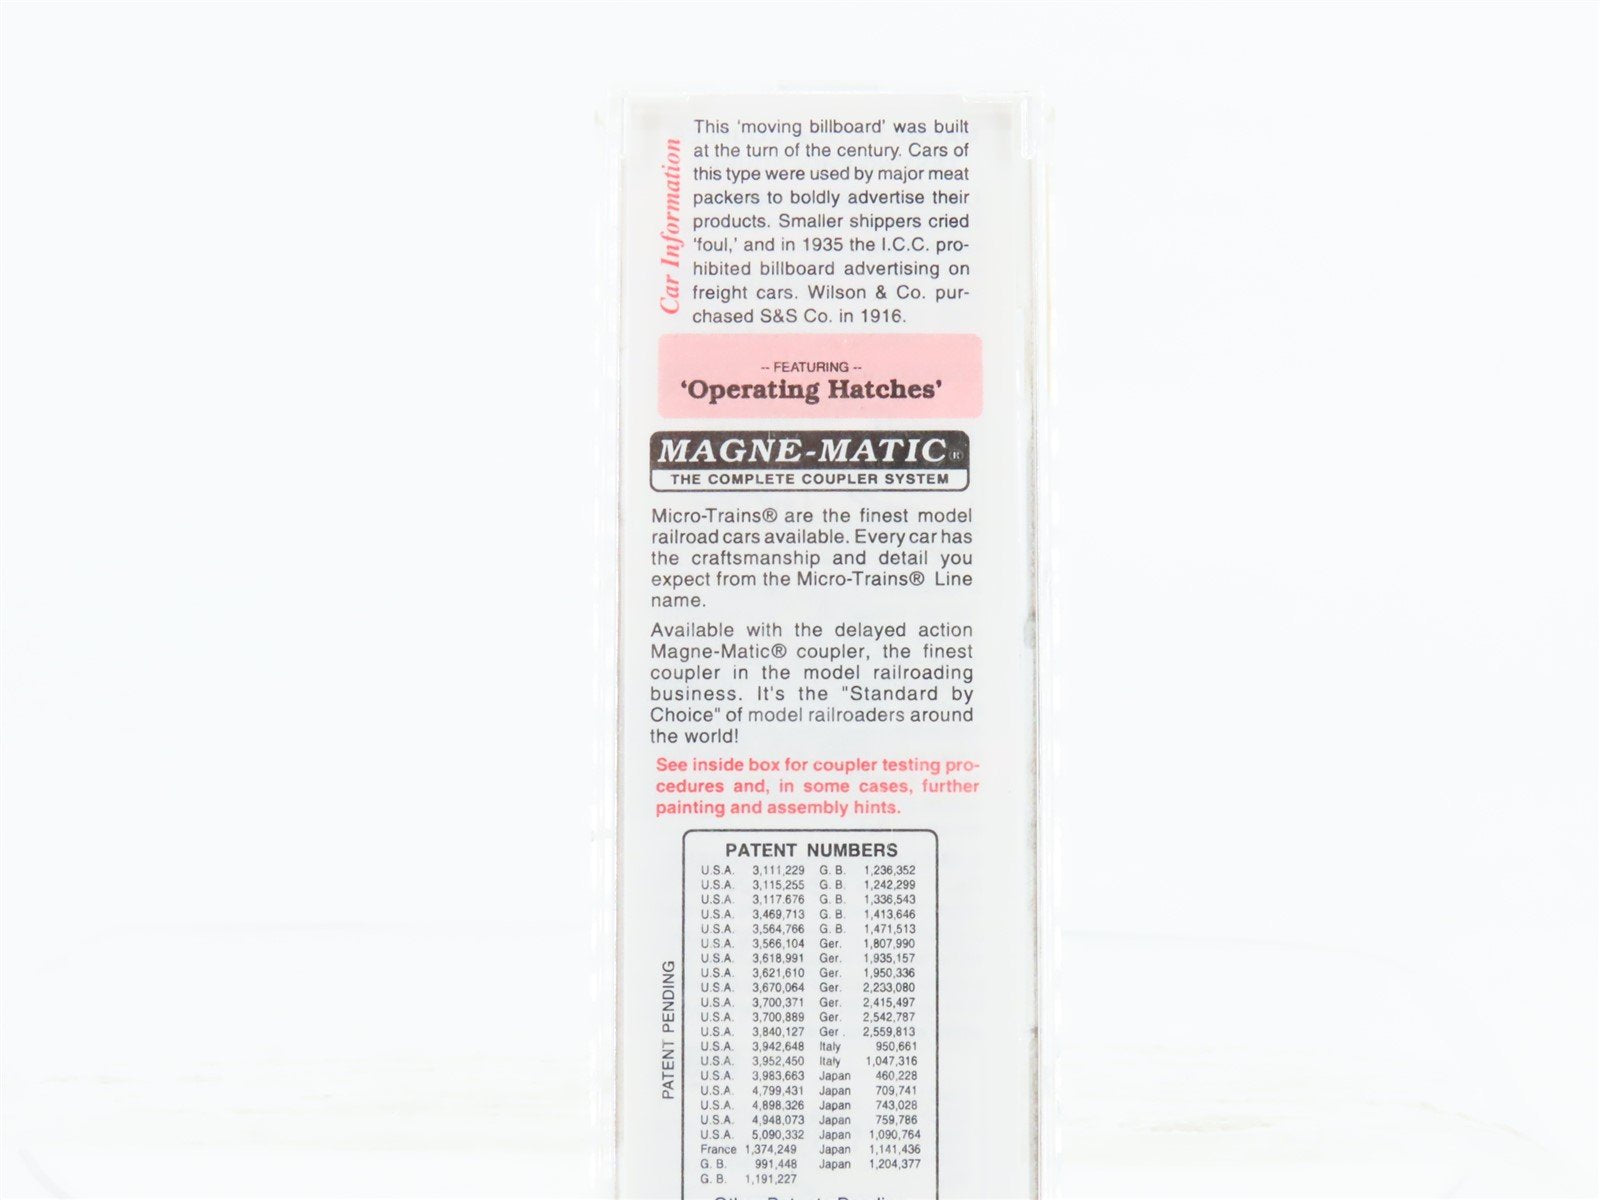 Car Information
This 'moving billboard' was built
at the turn of the century. Cars of
this type were used by major meat
packers to boldly advertise their
products. Smaller shippers cried
'foul,' and in 1935 the I.C.C. pro-
hibited billboard advertising on
freight cars. Wilson & Co. pur-
chased S&S Co. in 1916.
-- FEATURING --
'Operating Hatches'
MAGNE-MATIC ®
THE COMPLETE COUPLER SYSTEM
Micro-Trains® are the finest model
railroad cars available. Every car has
the craftsmanship and detail you
expect from the Micro-Trains® Line
name.
Available with the delayed action
Magne-Matic® coupler, the finest
coupler in the model railroading
business. It's the "Standard by
Choice" of model railroaders around
the world!
See inside box for coupler testing pro-
cedures and, in some cases, further
painting and assembly hints.
PATENT PENDING
PATENT NUMBERS
U.S.A. 3,111,229 G. B. 1,236,352
U.S.A. 3,115,255 G. B. 1,242,299
U.S.A. 3,117.676 G. B. 1,336,543
U.S.A. 3,469,713 G. B. 1,413,646
U.S.A. 3,564,766 G. B. 1,471,513
U.S.A. 3,566,104 Ger. 1,807,990
U.S.A. 3,618,991 Ger. 1,935,157
U.S.A. 3,621,610 Ger. 1,950,336
U.S.A. 3,670,064 Ger. 2,233,080
U.S.A. 3,700,371 Ger. 2,415,497
U.S.A. 3,700,889 Ger. 2,542,787
U.S.A. 3,840,127 Ger . 2,559,813
U.S.A. 3,942,648 Italy 950,661
U.S.A. 3,952,450 Italy 1,047,316
U.S.A. 3,983,663 Japan 460,228
U.S.A. 4,799,431 Japan 709,741
U.S.A. 4,898,326 Japan 743,028
U.S.A. 4,948,073 Japan 759,786
U.S.A. 5,090,332 Japan 1,090,764
France 1,374,249 Japan 1,141,436
G. B. 991,448 Japan 1,204,377
G. B. 1,191,227
Other Patents Pending